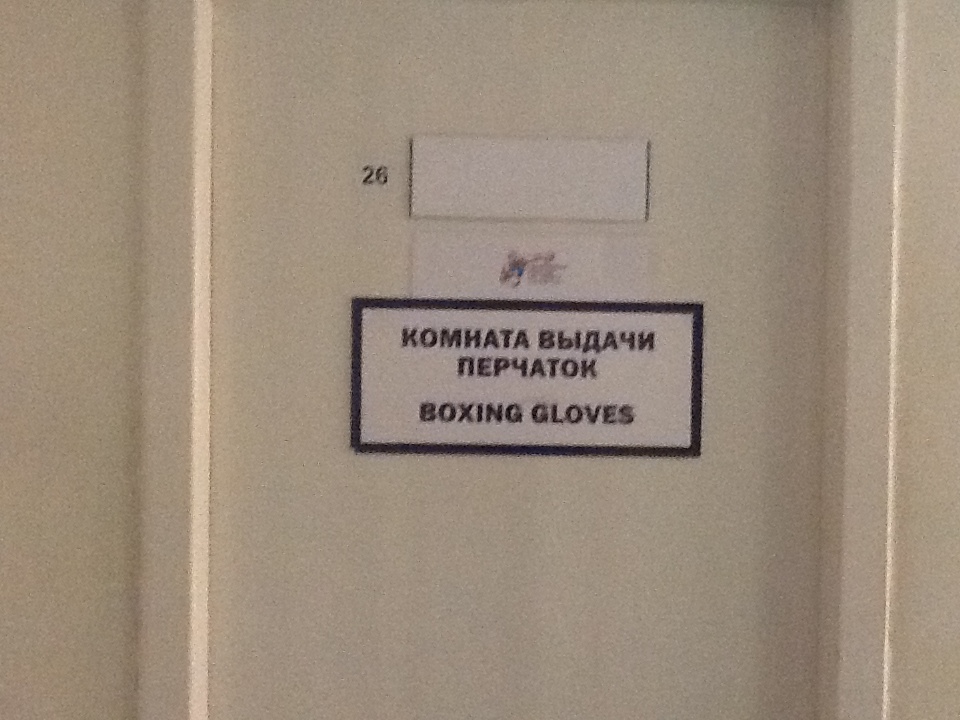 26
КОМНАТА ВЫДАЧИ
ПЕРЧАТОК
BOXING GLOVES